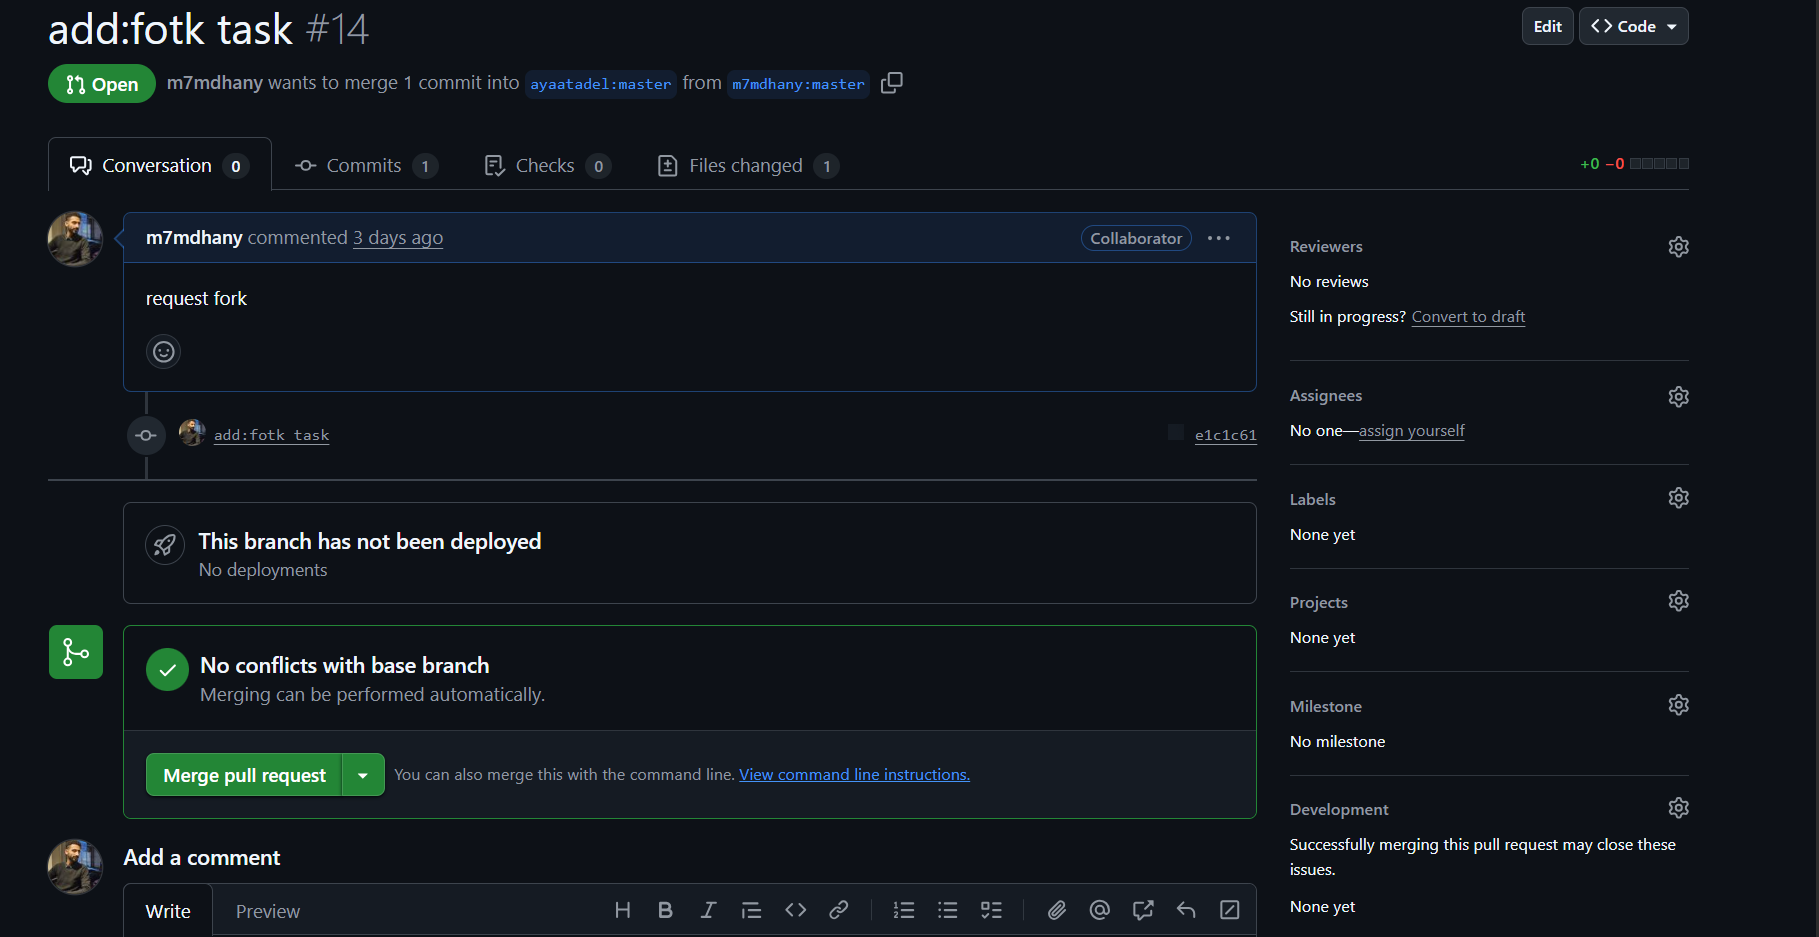 add:fotk task #14
Edit
Code
Open
m7mdhany wants to merge 1 commit into ayaatadel:master from m7mdhany:master
Conversation 0
Commits 1
Checks 0
Files changed 1
+0 −0
m7mdhany commented 3 days ago
Collaborator
request fork
add:fotk task
e1c1c61
This branch has not been deployed
No deployments
No conflicts with base branch
Merging can be performed automatically.
Merge pull request
You can also merge this with the command line. View command line instructions.
Add a comment
Write
Preview
Reviewers
No reviews
Still in progress? Convert to draft
Assignees
No one—assign yourself
Labels
None yet
Projects
None yet
Milestone
No milestone
Development
Successfully merging this pull request may close these
issues.
None yet